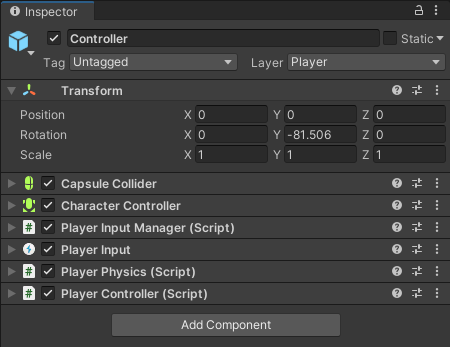 Inspector
Controller Static
Tag Untagged Layer Player
Transform
Position X 0 Y 0 Z 0
Rotation X 0 Y -81.506 Z 0
Scale X 1 Y 1 Z 1
Capsule Collider
Character Controller
# Player Input Manager (Script)
Player Input
# Player Physics (Script)
# Player Controller (Script)
Add Component